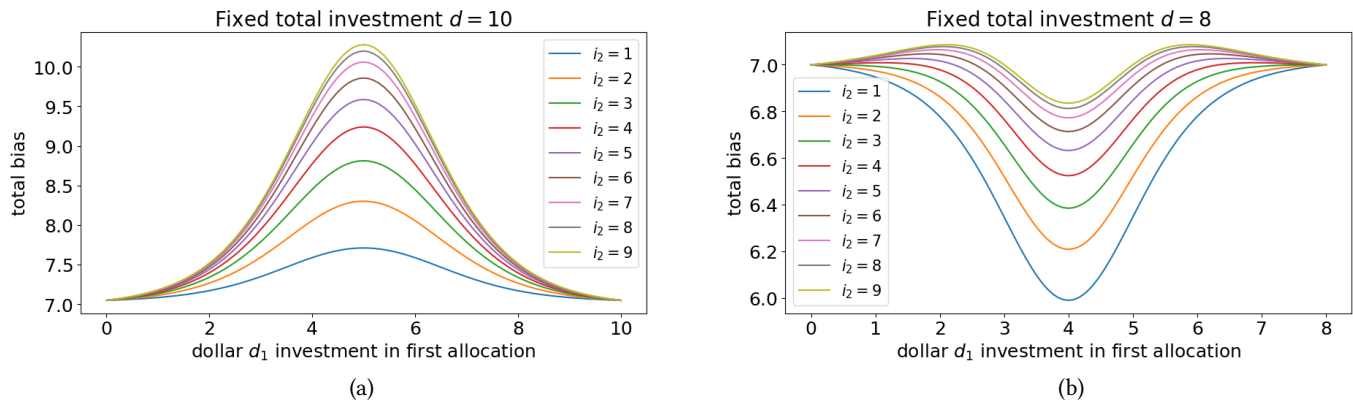 Fixed total investment d = 10
total bias
10.0
9.5
9.0
8.5
8.0
7.5
7.0
i₂ = 1
i₂ = 2
i₂ = 3
i₂ = 4
i₂ = 5
i₂ = 6
i₂ = 7
i₂ = 8
i₂ = 9
0 2 4 6 8 10
dollar d₁ investment in first allocation
(a)
Fixed total investment d = 8
total bias
7.0
6.8
6.6
6.4
6.2
6.0
i₂ = 1
i₂ = 2
i₂ = 3
i₂ = 4
i₂ = 5
i₂ = 6
i₂ = 7
i₂ = 8
i₂ = 9
0 1 2 3 4 5 6 7 8
dollar d₁ investment in first allocation
(b)